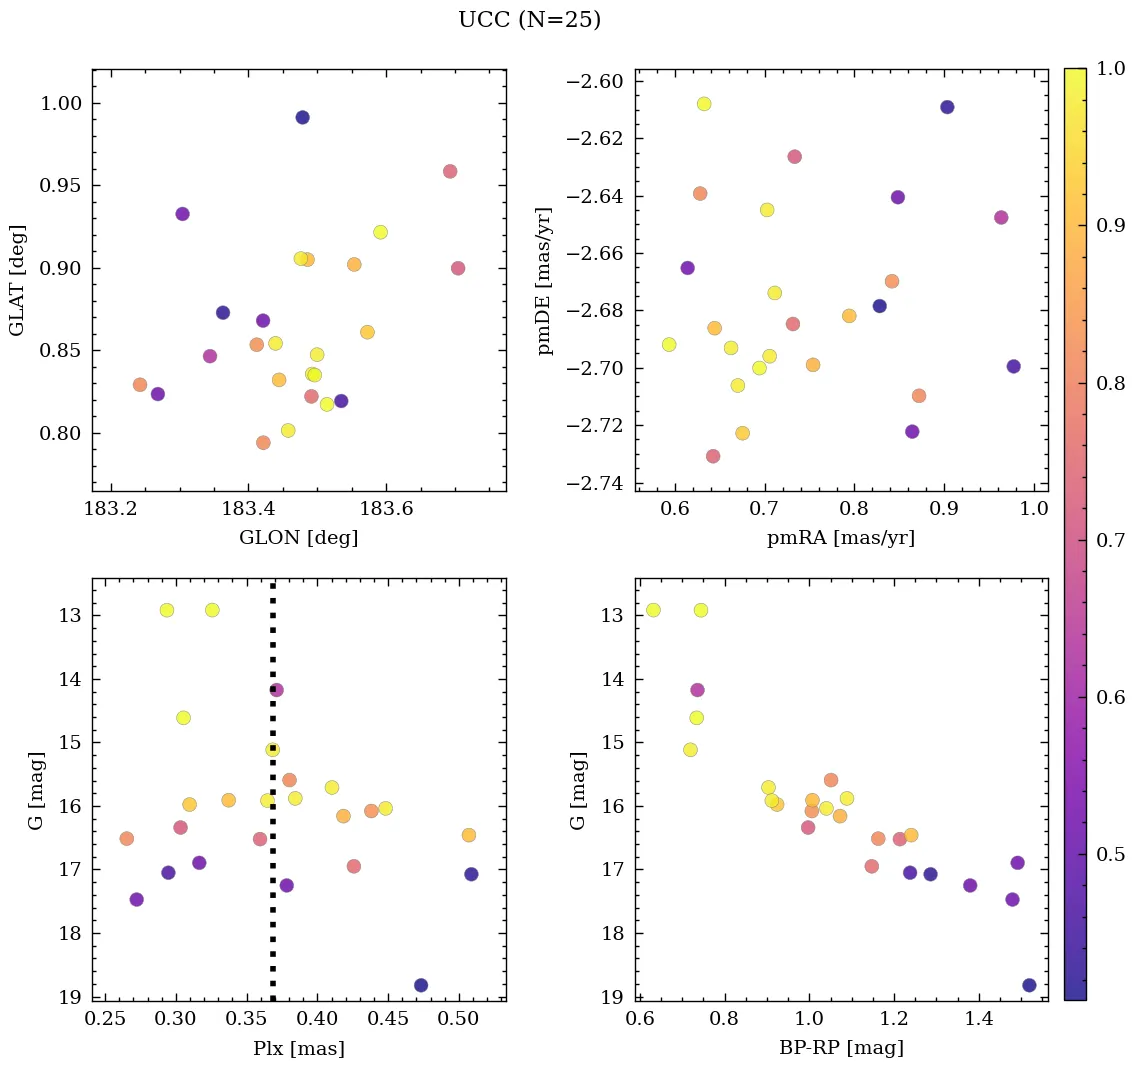 UCC (N=25)
1.00
0.95
0.90
0.85
0.80
GLAT [deg]
183.2 183.4 183.6
GLON [deg]
−2.60
−2.62
−2.64
−2.66
−2.68
−2.70
−2.72
−2.74
pmDE [mas/yr]
0.6 0.7 0.8 0.9 1.0
pmRA [mas/yr]
13
14
15
16
17
18
19
G [mag]
0.25 0.30 0.35 0.40 0.45 0.50
Plx [mas]
13
14
15
16
17
18
19
G [mag]
0.6 0.8 1.0 1.2 1.4
BP-RP [mag]
1.0
0.9
0.8
0.7
0.6
0.5